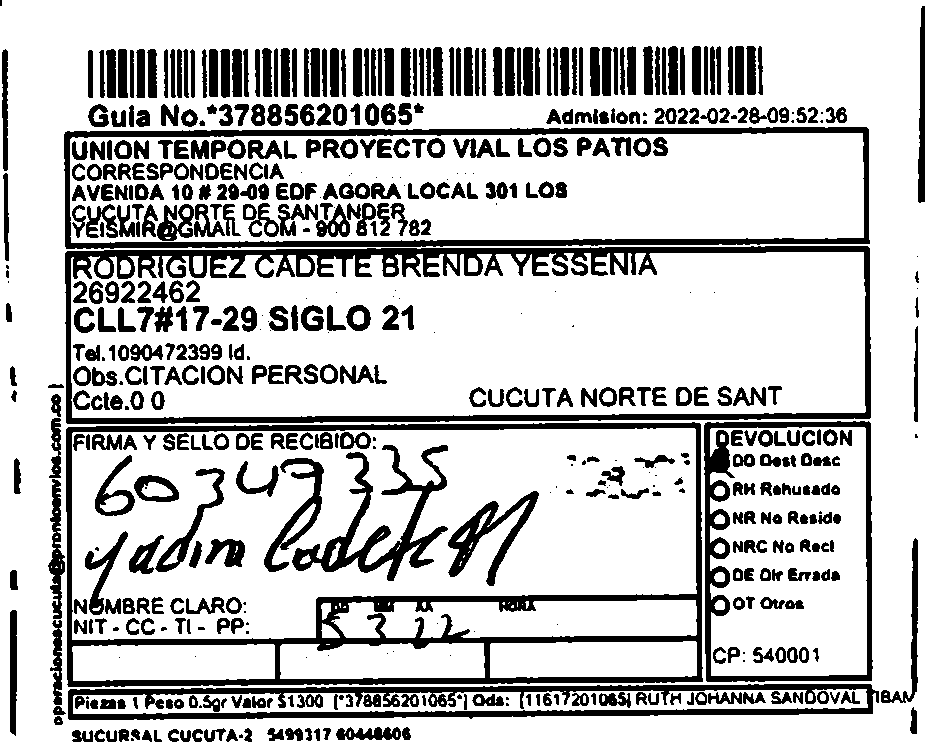 Guia No.*378856201065*
Admision: 2022-02-28-09:52:36
UNION TEMPORAL PROYECTO VIAL LOS PATIOS
CORRESPONDENCIA
AVENIDA 10 # 29-09 EDF AGORA LOCAL 301 LOS
CUCUTA NORTE DE SANTANDER
YEISMIR@GMAIL COM - 900 812 782
RODRIGUEZ CADETE BRENDA YESSENIA
26922462
CLL7#17-29 SIGLO 21
Tel.1090472399 Id.
Obs.CITACION PERSONAL
Ccte.0 0
CUCUTA NORTE DE SANT
FIRMA Y SELLO DE RECIBIDO:
60349335
Yadira Cadete M
NOMBRE CLARO:
NIT - CC - TI - PP:
DD MM AA HORA
5 3 22
DEVOLUCION
DD Dest Desc
RH Rehusado
NR No Reside
NRC No Recl
DE Dir Errada
OT Otros
CP: 540001
operacionescucuta@prontoenvios.com.co
Piezas 1 Peso 0.5gr Valor $1300 [*378856201065*] Ods: [11617201065] RUTH JOHANNA SANDOVAL TIBAM
SUCURSAL CUCUTA-2 5499317 60448606